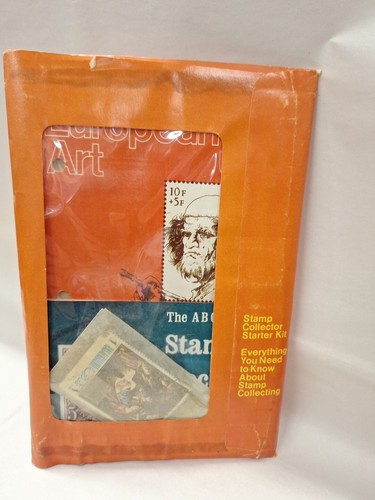 European
Art
10F
+5F
The ABC
Stam
Stamp
Collector
Starter Kit
Everything
You Need
to Know
About
Stamp
Collecting